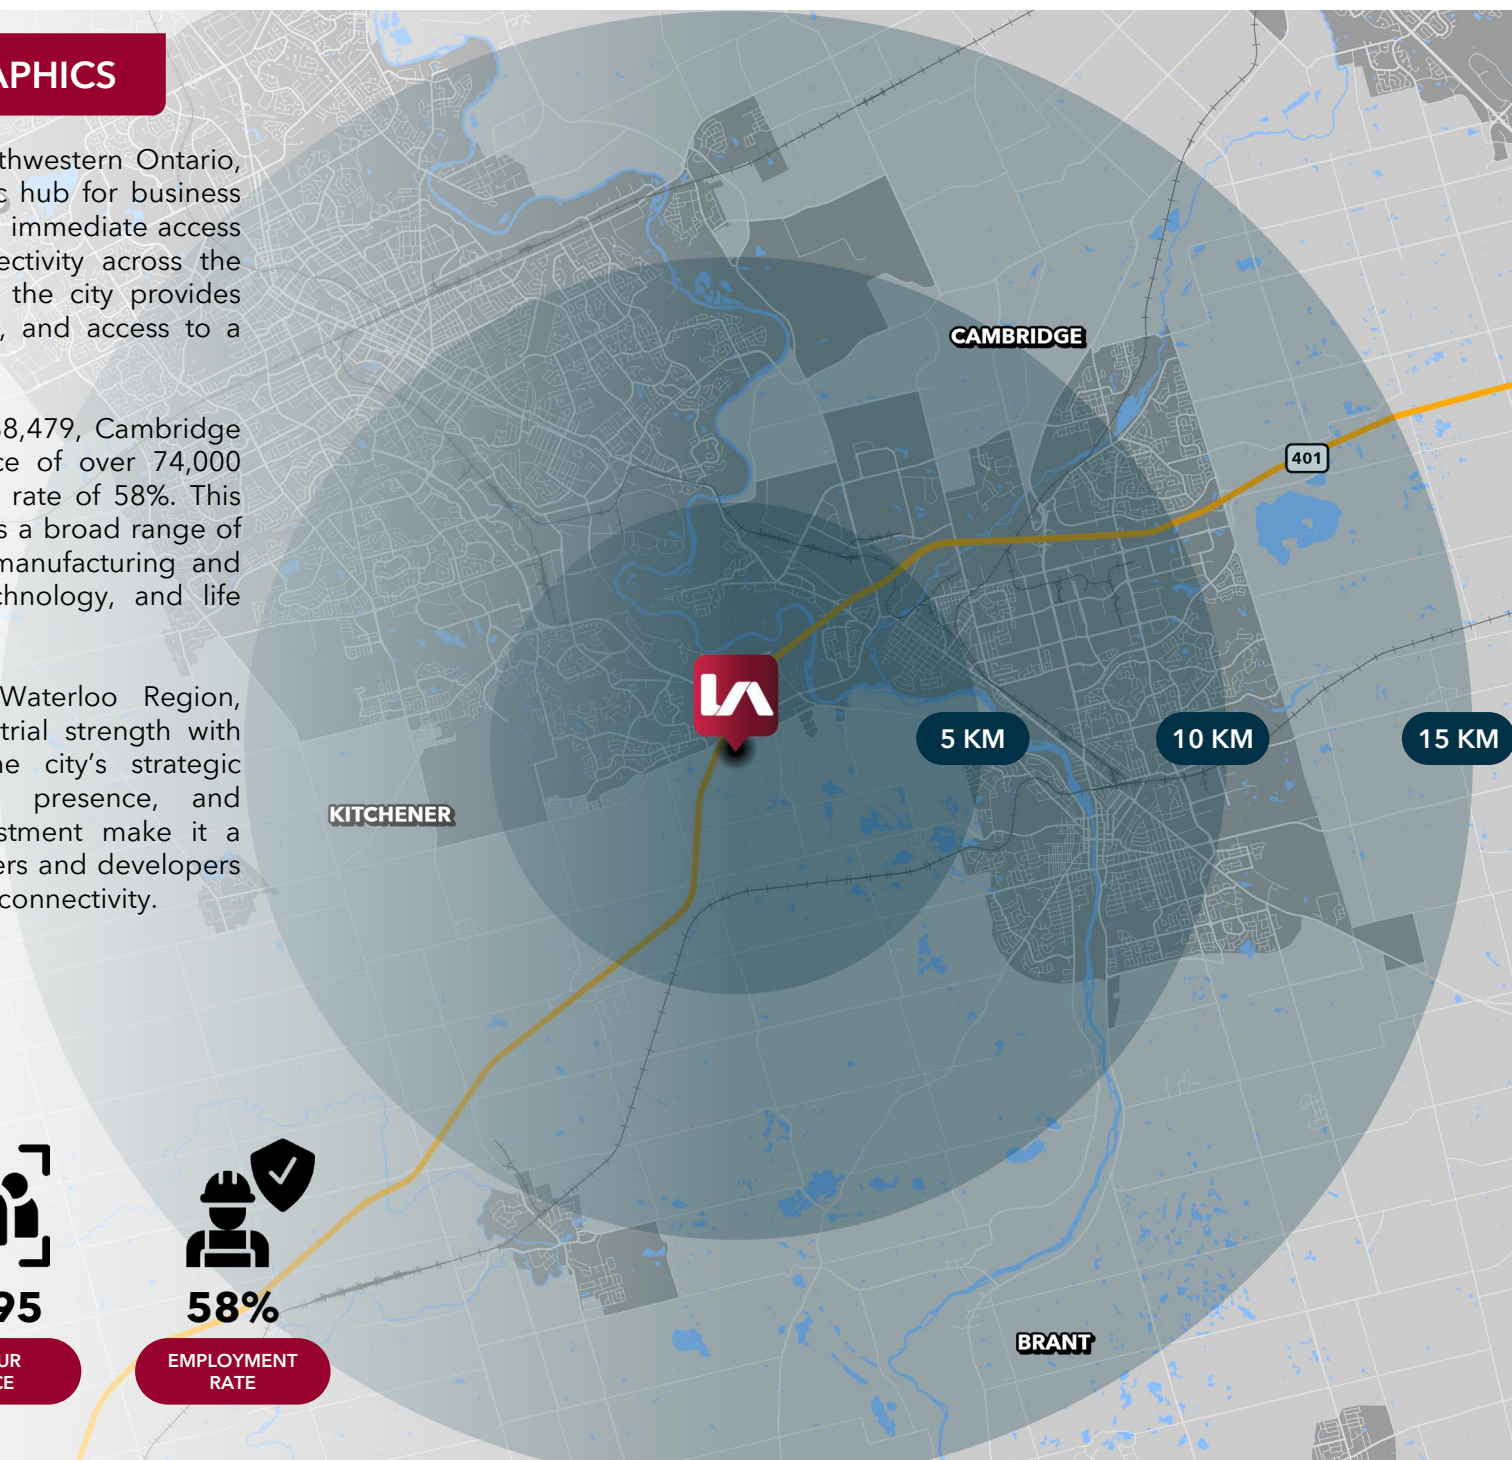 APHICS
thwestern Ontario,
c hub for business
immediate access
ectivity across the
the city provides
, and access to a
38,479, Cambridge
ce of over 74,000
rate of 58%. This
s a broad range of
manufacturing and
chnology, and life
Waterloo Region,
trial strength with
he city's strategic
presence, and
stment make it a
ers and developers
connectivity.
CAMBRIDGE
401
5 KM
10 KM
15 KM
KITCHENER
BRANT
95
UR
CE
58%
EMPLOYMENT
RATE